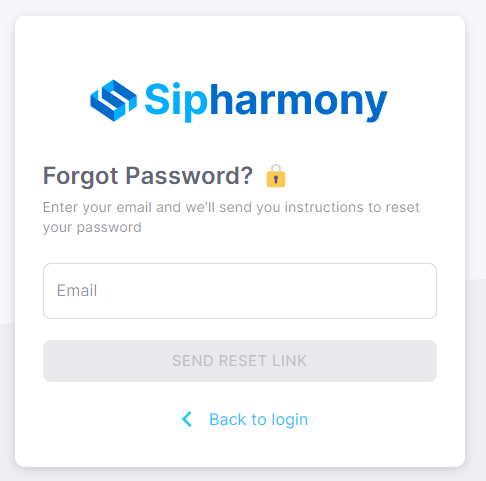 Sipharmony
Forgot Password?
Enter your email and we'll send you instructions to reset
your password
Email
SEND RESET LINK
Back to login